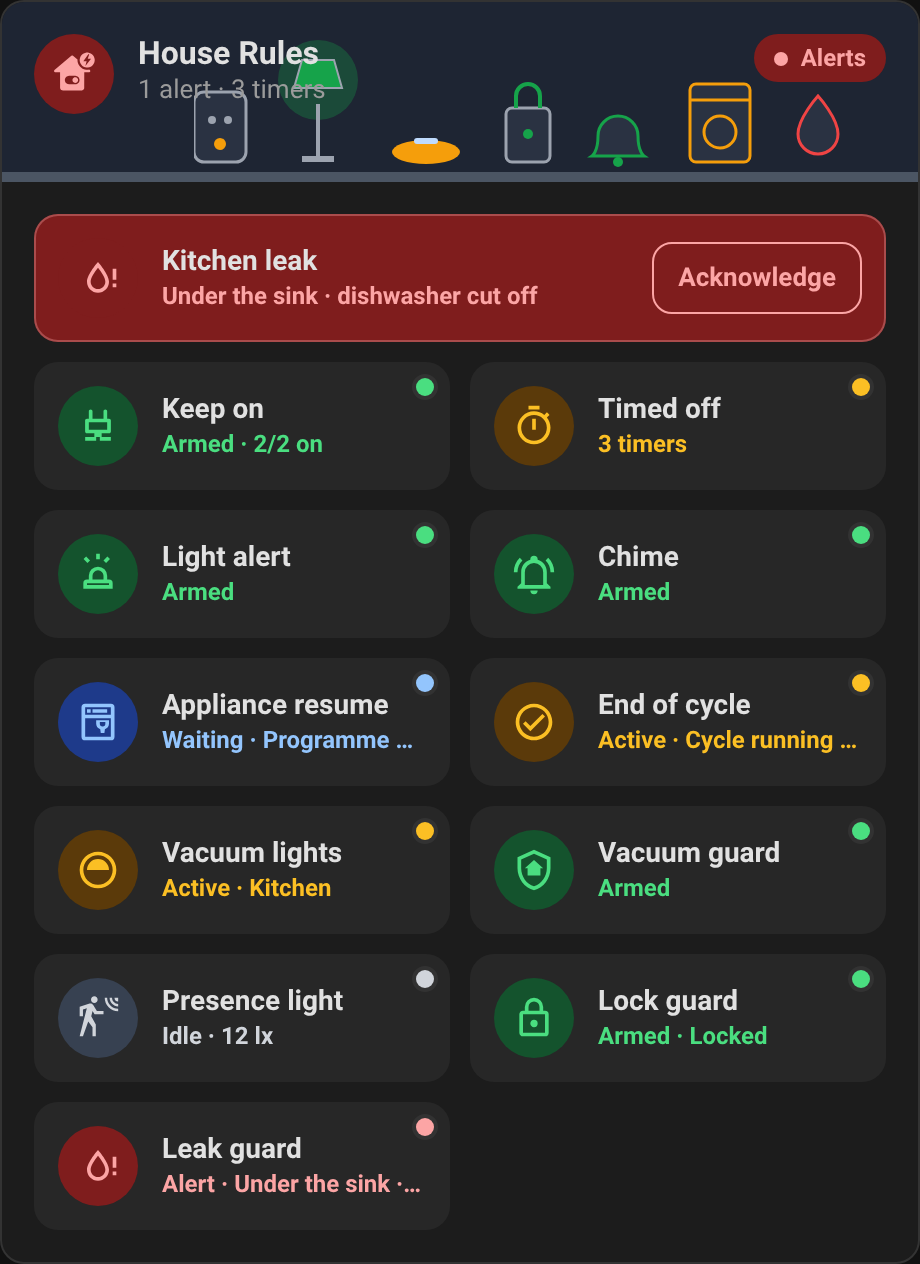 House Rules
1 alert · 3 timers
Alerts
Kitchen leak
Under the sink · dishwasher cut off
Acknowledge
Keep on
Armed · 2/2 on
Timed off
3 timers
Light alert
Armed
Chime
Armed
Appliance resume
Waiting · Programme ...
End of cycle
Active · Cycle running ...
Vacuum lights
Active · Kitchen
Vacuum guard
Armed
Presence light
Idle · 12 lx
Lock guard
Armed · Locked
Leak guard
Alert · Under the sink ·...